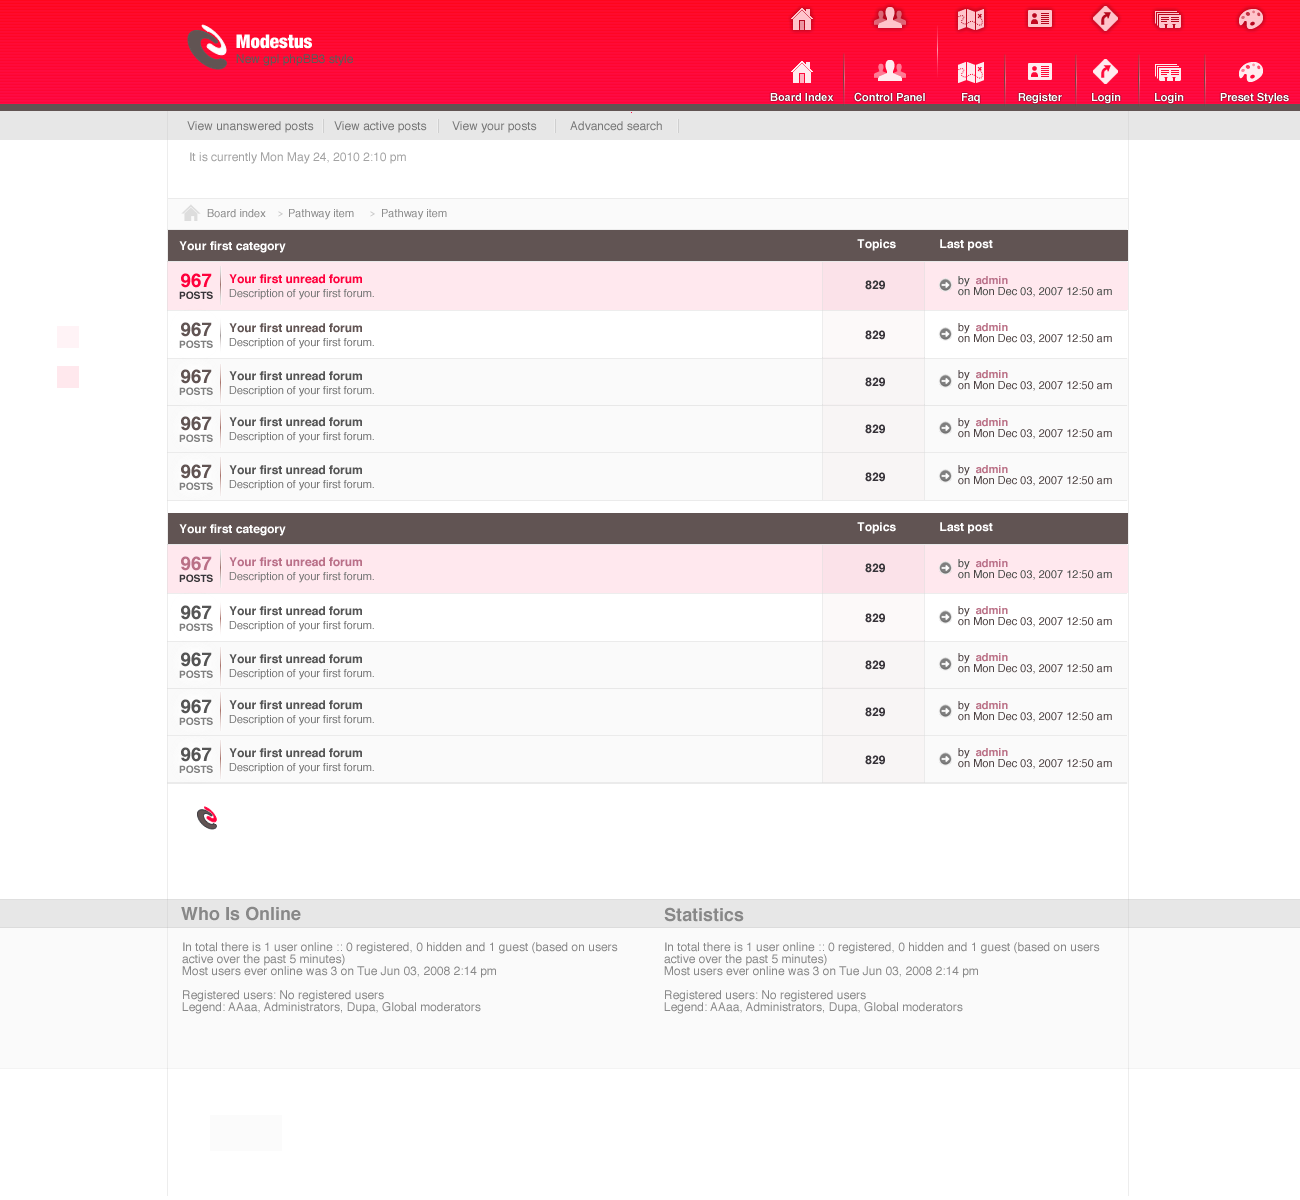 Modestus
Board Index
Control Panel
Faq
Register
Login
Login
Preset Styles
View unanswered posts
View active posts
View your posts
Advanced search
It is currently Mon May 24, 2010 2:10 pm
Board index > Pathway item > Pathway item
Your first category Topics Last post
967 Your first unread forum 829 by admin
POSTS Description of your first forum. on Mon Dec 03, 2007 12:50 am
967 Your first unread forum 829 by admin
POSTS Description of your first forum. on Mon Dec 03, 2007 12:50 am
967 Your first unread forum 829 by admin
POSTS Description of your first forum. on Mon Dec 03, 2007 12:50 am
967 Your first unread forum 829 by admin
POSTS Description of your first forum. on Mon Dec 03, 2007 12:50 am
967 Your first unread forum 829 by admin
POSTS Description of your first forum. on Mon Dec 03, 2007 12:50 am
Your first category Topics Last post
967 Your first unread forum 829 by admin
POSTS Description of your first forum. on Mon Dec 03, 2007 12:50 am
967 Your first unread forum 829 by admin
POSTS Description of your first forum. on Mon Dec 03, 2007 12:50 am
967 Your first unread forum 829 by admin
POSTS Description of your first forum. on Mon Dec 03, 2007 12:50 am
967 Your first unread forum 829 by admin
POSTS Description of your first forum. on Mon Dec 03, 2007 12:50 am
967 Your first unread forum 829 by admin
POSTS Description of your first forum. on Mon Dec 03, 2007 12:50 am
Who Is Online
In total there is 1 user online :: 0 registered, 0 hidden and 1 guest (based on users
active over the past 5 minutes)
Most users ever online was 3 on Tue Jun 03, 2008 2:14 pm
Registered users: No registered users
Legend: AAaa, Administrators, Dupa, Global moderators
Statistics
In total there is 1 user online :: 0 registered, 0 hidden and 1 guest (based on users
active over the past 5 minutes)
Most users ever online was 3 on Tue Jun 03, 2008 2:14 pm
Registered users: No registered users
Legend: AAaa, Administrators, Dupa, Global moderators